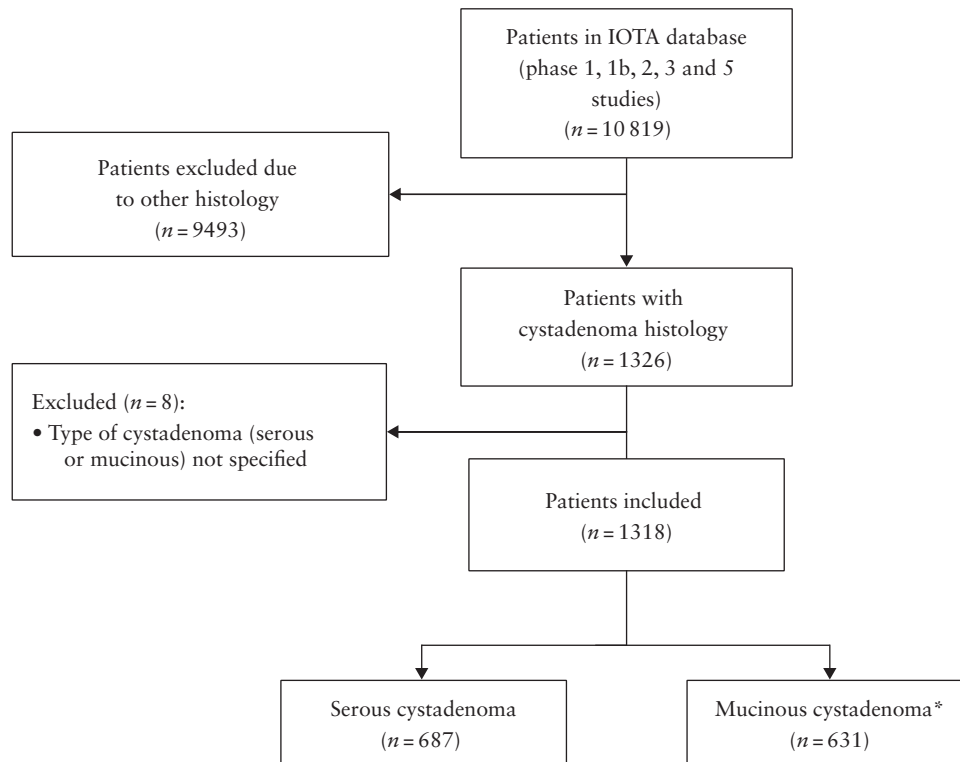 Patients in IOTA database
(phase 1, 1b, 2, 3 and 5
studies)
(n = 10 819)
Patients excluded due
to other histology
(n = 9493)
Patients with
cystadenoma histology
(n = 1326)
Excluded (n = 8):
• Type of cystadenoma (serous
or mucinous) not specified
Patients included
(n = 1318)
Serous cystadenoma
(n = 687)
Mucinous cystadenoma*
(n = 631)